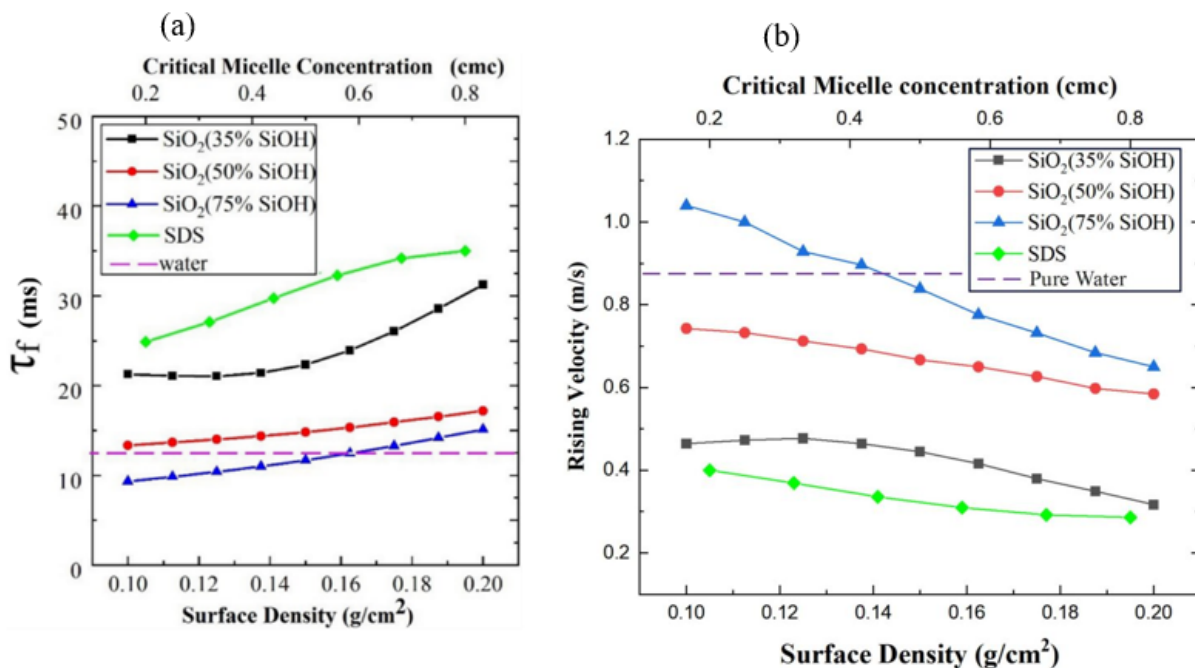 (a)
Critical Micelle Concentration (cmc)
0.2 0.4 0.6 0.8
50
40
30
20
10
0
τf (ms)
SiO₂(35% SiOH)
SiO₂(50% SiOH)
SiO₂(75% SiOH)
SDS
water
0.10 0.12 0.14 0.16 0.18 0.20
Surface Density (g/cm²)
(b)
Critical Micelle concentration (cmc)
0.2 0.4 0.6 0.8
1.2
1.0
0.8
0.6
0.4
0.2
Rising Velocity (m/s)
SiO₂(35% SiOH)
SiO₂(50% SiOH)
SiO₂(75% SiOH)
SDS
Pure Water
0.10 0.12 0.14 0.16 0.18 0.20
Surface Density (g/cm²)